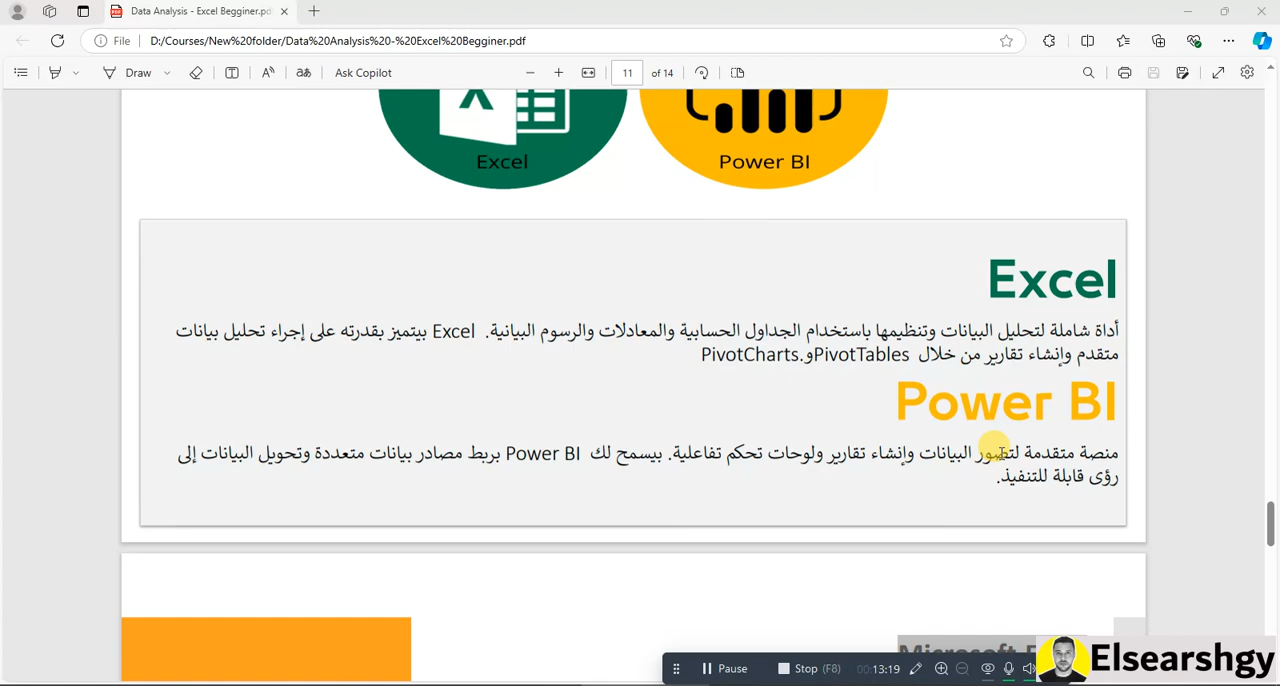 Data Analysis - Excel Begginer.pd
File
D:/Courses/New%20folder/Data%20Analysis%20-%20Excel%20Begginer.pdf
Draw
Ask Copilot
11 of 14
Excel
Power BI
Excel
أداة شاملة لتحليل البيانات وتنظيمها باستخدام الجداول الحسابية والمعادلات والرسوم البيانية. Excel بيتميز بقدرته على إجراء تحليل بيانات
متقدم وإنشاء تقارير من خلال PivotTables وPivotCharts.
Power BI
منصة متقدمة لتصور البيانات وإنشاء تقارير ولوحات تحكم تفاعلية. بيسمح لك Power BI بربط مصادر بيانات متعددة وتحويل البيانات إلى
رؤى قابلة للتنفيذ.
Microsoft
Pause
Stop (F8)
00:13:19
Elsearshgy